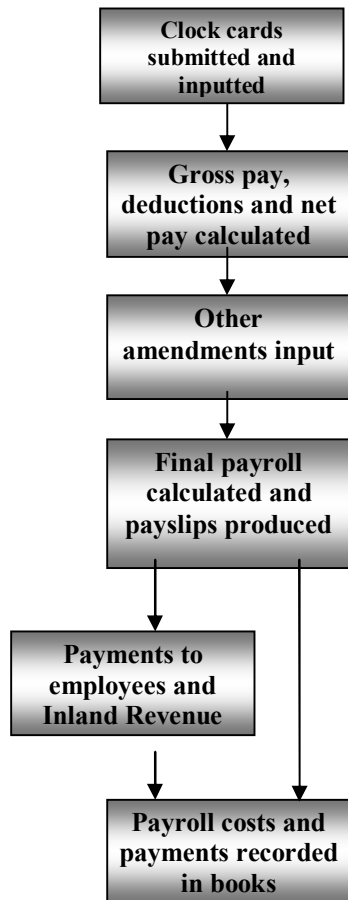 Clock cards
submitted and
inputted
Gross pay,
deductions and net
pay calculated
Other
amendments input
Final payroll
calculated and
payslips produced
Payments to
employees and
Inland Revenue
Payroll costs and
payments recorded
in books